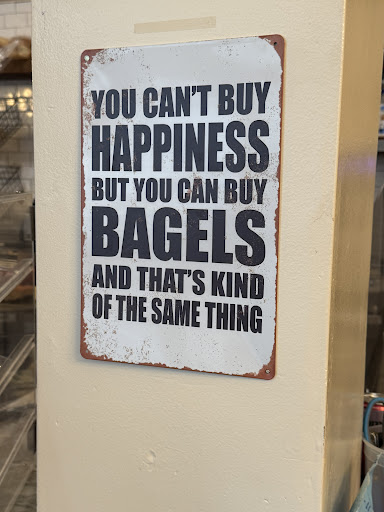 YOU CAN'T BUY
HAPPINESS
BUT YOU CAN BUY
BAGELS
AND THAT'S KIND
OF THE SAME THING